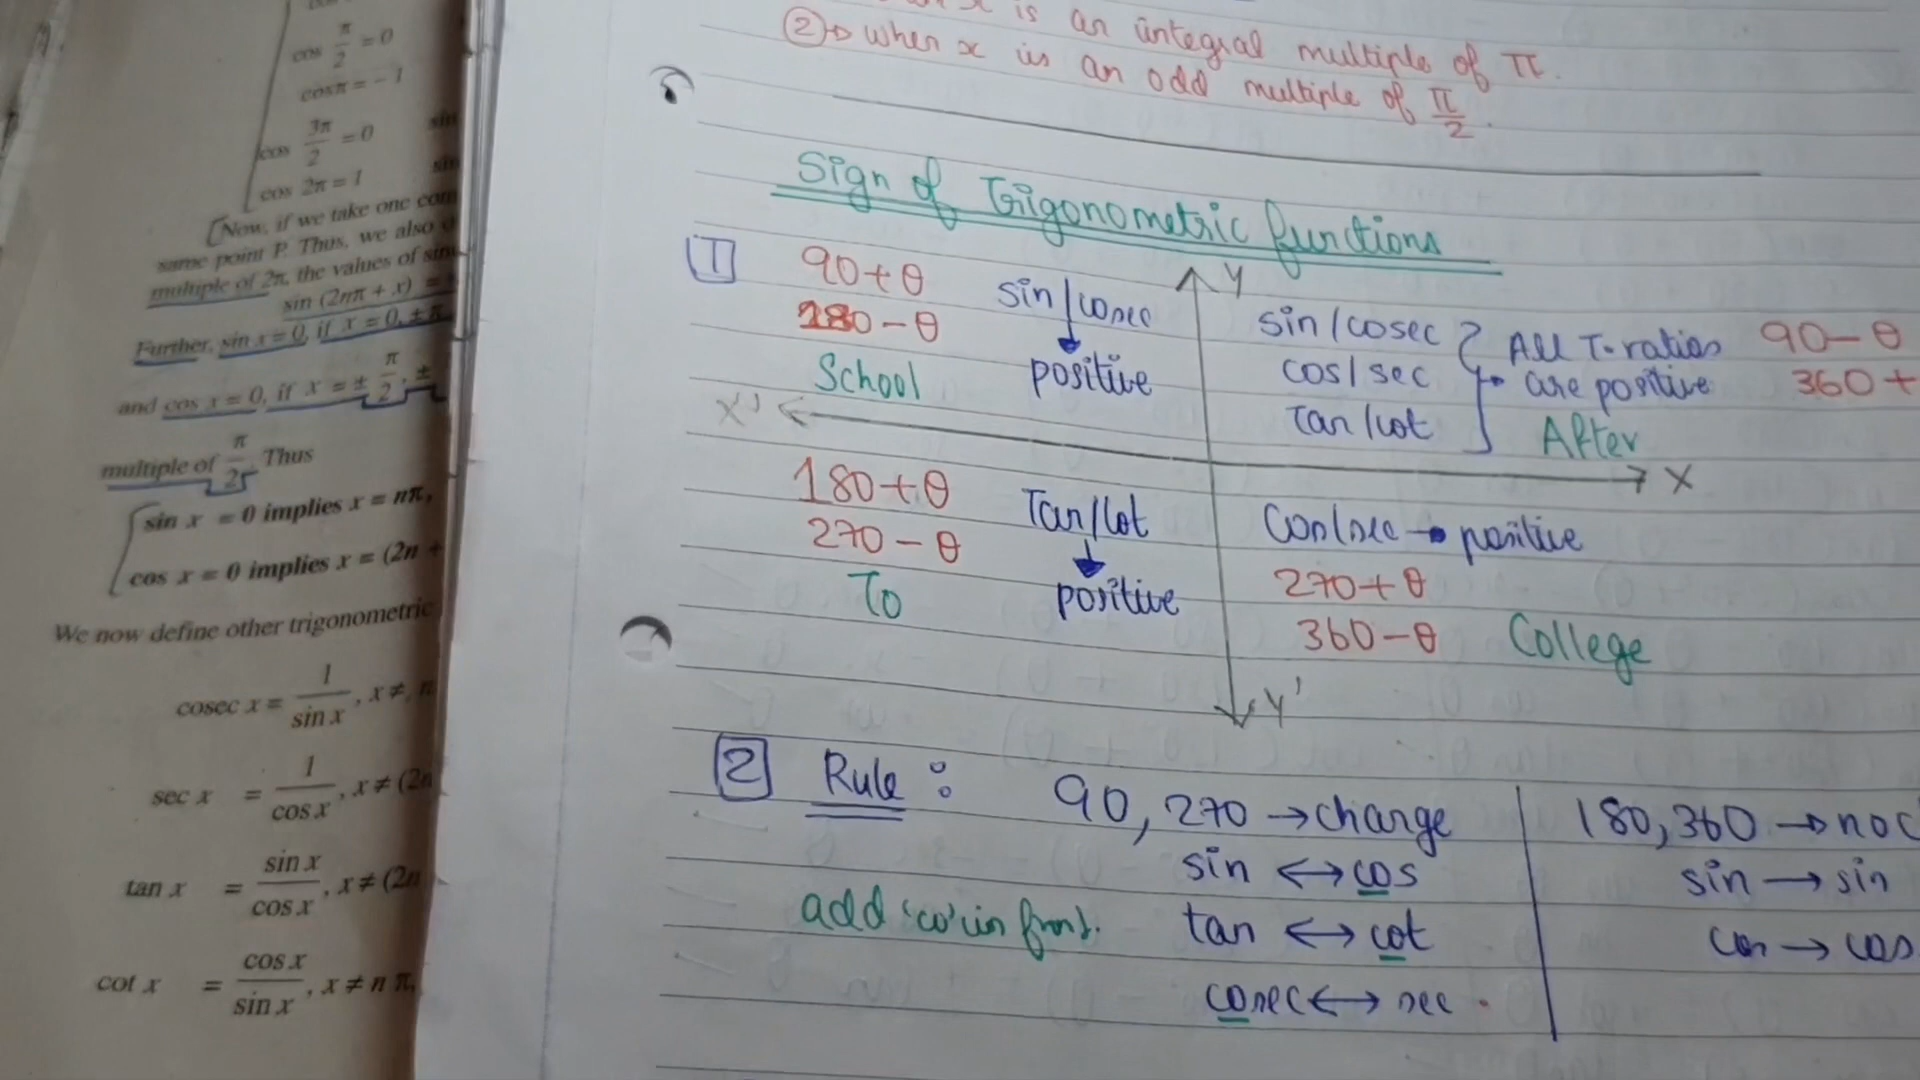 cos π/2 = 0
cosπ = – 1
cos 3π/2 = 0 sin
cos 2π = 1 sin
[Now, if we take one com
same point P. Thus, we also
multiple of 2π, the values of sin
sin (2nπ + x) =
Further, sin x = 0, if x = 0, ± π
and cos x = 0, if x = ± π/2, ±
multiple of π/2. Thus
sin x = 0 implies x = nπ,
cos x = 0 implies x = (2n +
We now define other trigonometric
cosec x = 1/sin x, x ≠ n
sec x = 1/cos x, x ≠ (2n
tan x = sin x/cos x, x ≠ (2n
cot x = cos x/sin x, x ≠ n π,
x is an integral multiple of π.
② → when x is an odd multiple of π/2.
Sign of Trigonometric functions
1
90+θ
180-θ
School
sin/cosec
↓
positive
Y
sin/cosec
cos/sec
Tan/cot
All T-ratios
are positive
After
90-θ
360+
X'
X
180+θ
270-θ
To
Tan/Cot
↓
positive
Cos/sec → positive
270+θ
360-θ College
Y'
2 Rule : 90, 270 → change
sin ↔ cos
add 'co' in front. tan ↔ cot
cosec ↔ sec
180, 360 → no c
sin → sin
cos → cos